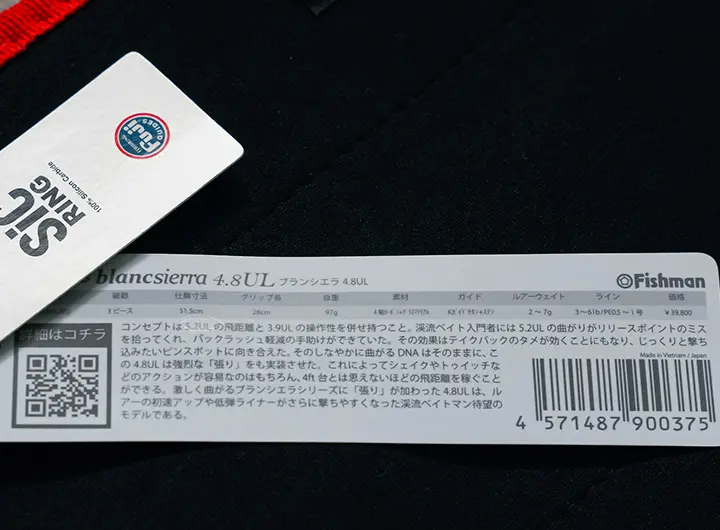 Fuji
GUIDES
SiC
RING
100% Silicon Carbide
blancsierra 4.8UL ブランシエラ 4.8UL
Fishman
継数 仕舞寸法 グリップ長 自重 素材 ガイド ルアーウェイト ライン 価格
3 ピース 51.5cm 26cm 97g 2～7g 3～6lb/PE0.5～1号 ¥39,800
詳細はコチラ
コンセプトは5.2ULの飛距離と3.9ULの操作性を併せ持つこと。渓流ベイト入門者には5.2ULの曲がりがリリースポイントのミス
を拾ってくれ、バックラッシュ軽減の手助けができていた。その効果はテイクバックのタメが効くことにもなり、じっくりと撃ち
込みたいピンスポットに向き合えた。そのしなやかに曲がるDNAはそのままに、こ
の4.8ULは強烈な「張り」をも実装させた。これによってシェイクやトゥイッチな
どのアクションが容易なのはもちろん、4ft台とは思えないほどの飛距離を稼ぐこと
ができる。激しく曲がるブランシエラシリーズに「張り」が加わった4.8ULは、ル
アーの初速アップや低弾ライナーがさらに撃ちやすくなった渓流ベイトマン待望の
モデルである。
Made in Vietnam / Japan
4 571487 900375